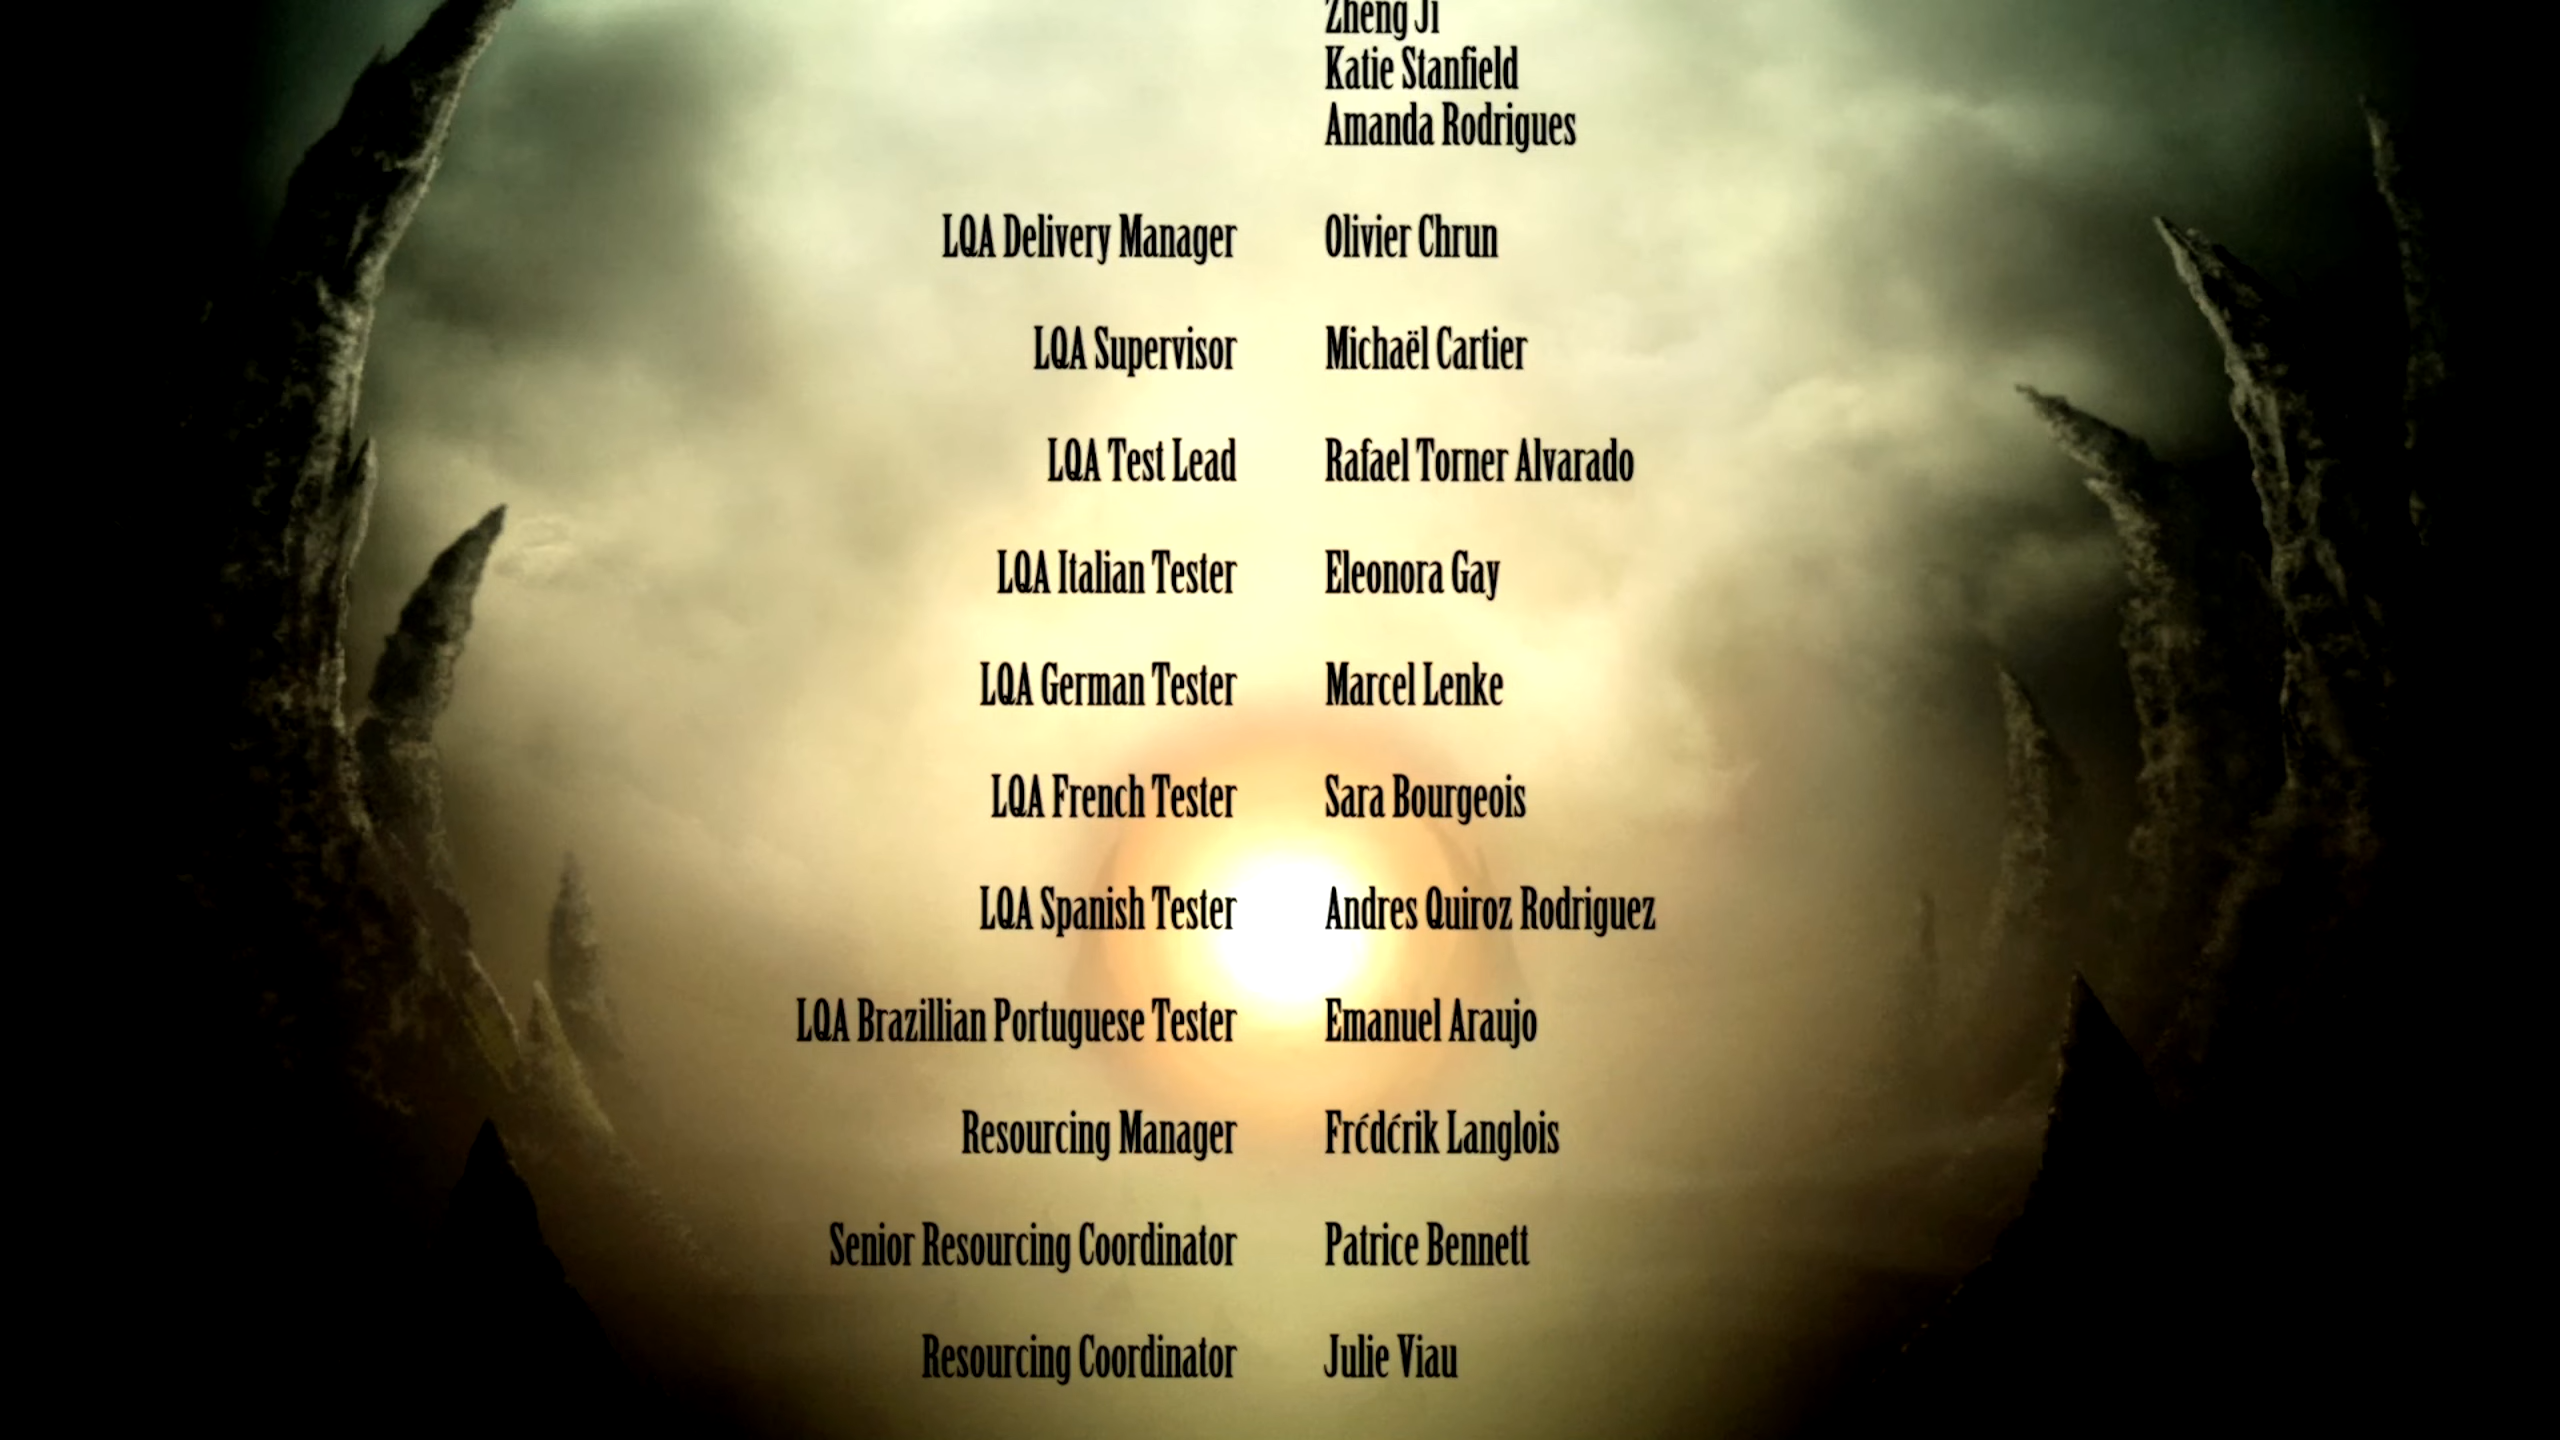 Zheng Ji
Katie Stanfield
Amanda Rodrigues
LQA Delivery Manager Olivier Chrun
LQA Supervisor Michaël Cartier
LQA Test Lead Rafael Torner Alvarado
LQA Italian Tester Eleonora Gay
LQA German Tester Marcel Lenke
LQA French Tester Sara Bourgeois
LQA Spanish Tester Andres Quiroz Rodriguez
LQA Brazillian Portuguese Tester Emanuel Araujo
Resourcing Manager Frédérik Langlois
Senior Resourcing Coordinator Patrice Bennett
Resourcing Coordinator Julie Viau